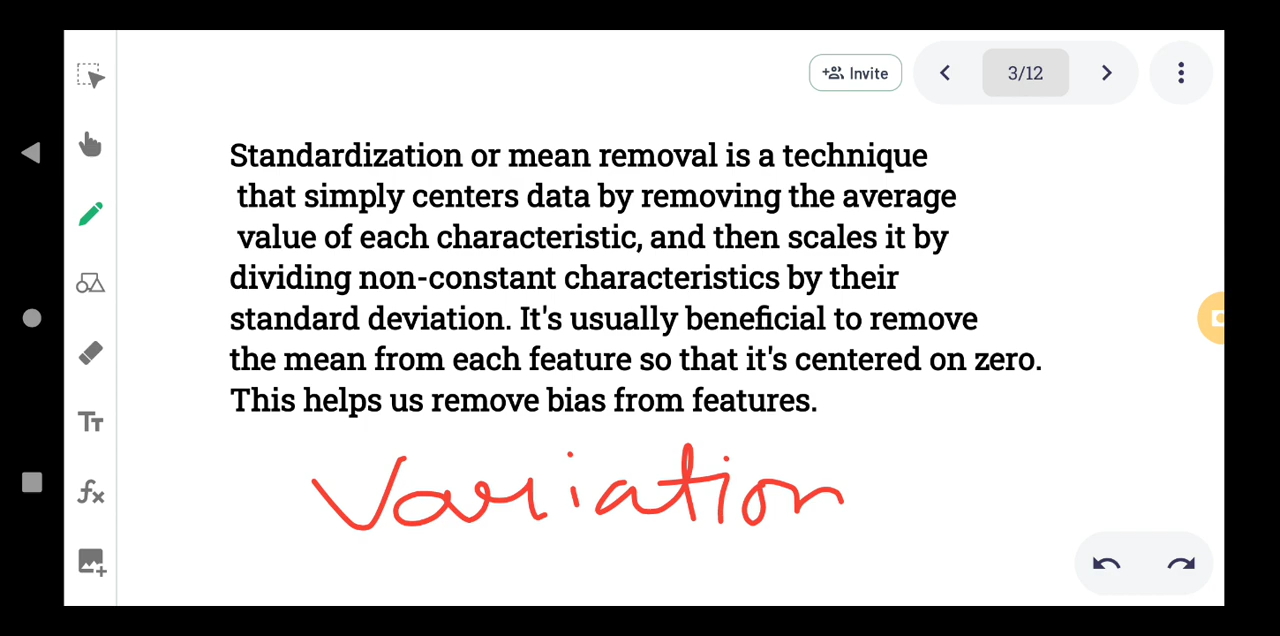 Invite
3/12
Standardization or mean removal is a technique
that simply centers data by removing the average
value of each characteristic, and then scales it by
dividing non-constant characteristics by their
standard deviation. It's usually beneficial to remove
the mean from each feature so that it's centered on zero.
This helps us remove bias from features.
Variation
TT
fx